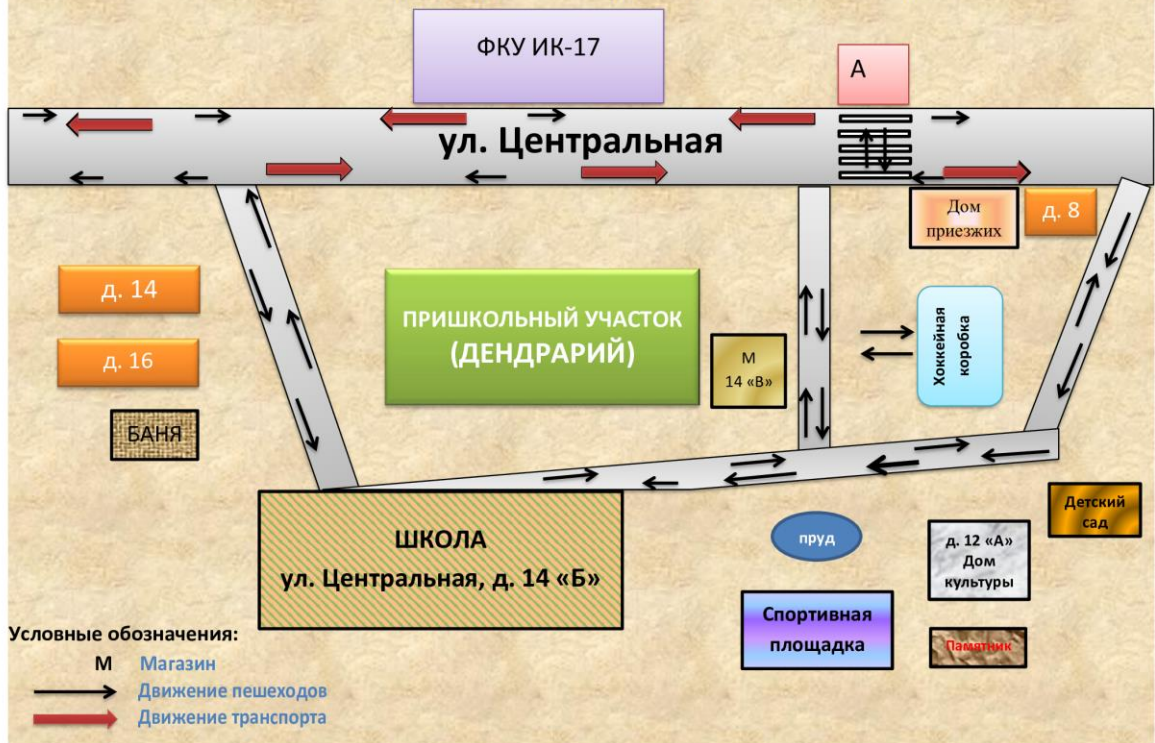 ФКУ ИК-17
А
ул. Центральная
Дом
приезжих
д. 8
д. 14
д. 16
БАНЯ
ПРИШКОЛЬНЫЙ УЧАСТОК
(ДЕНДРАРИЙ)
М
14 «В»
Хоккейная
коробка
ШКОЛА
ул. Центральная, д. 14 «Б»
пруд
д. 12 «А»
Дом
культуры
Детский
сад
Спортивная
площадка
Памятник
Условные обозначения:
М Магазин
Движение пешеходов
Движение транспорта